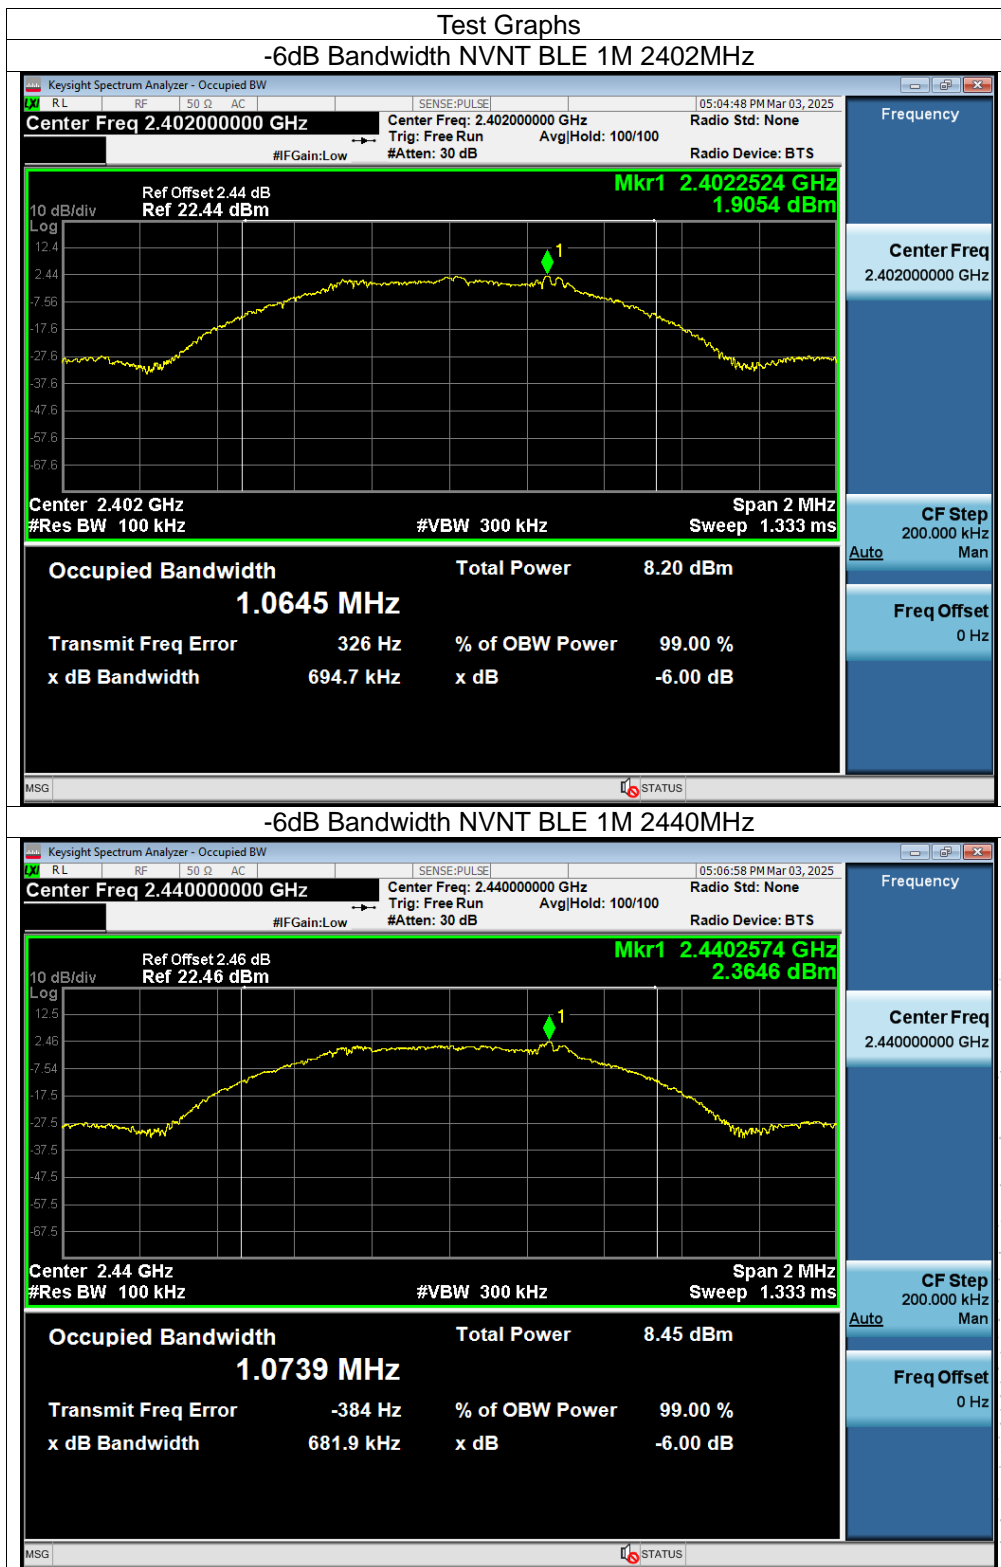 Test Graphs
-6dB Bandwidth NVNT BLE 1M 2402MHz
Keysight Spectrum Analyzer - Occupied BW
LXI RL RF 50 Ω AC SENSE:PULSE 05:04:48 PM Mar 03, 2025
Center Freq 2.402000000 GHz Center Freq: 2.402000000 GHz Radio Std: None
Trig: Free Run Avg|Hold: 100/100
#IFGain:Low #Atten: 30 dB Radio Device: BTS
Frequency
Mkr1 2.4022524 GHz
Ref Offset 2.44 dB
10 dB/div Ref 22.44 dBm 1.9054 dBm
Log
12.4
2.44
-7.56
-17.6
-27.6
-37.6
-47.6
-57.6
-67.6
1
Center 2.402 GHz Span 2 MHz
#Res BW 100 kHz #VBW 300 kHz Sweep 1.333 ms
Center Freq
2.402000000 GHz
CF Step
200.000 kHz
Auto Man
Freq Offset
0 Hz
Occupied Bandwidth Total Power 8.20 dBm
1.0645 MHz
Transmit Freq Error 326 Hz % of OBW Power 99.00 %
x dB Bandwidth 694.7 kHz x dB -6.00 dB
MSG STATUS
-6dB Bandwidth NVNT BLE 1M 2440MHz
Keysight Spectrum Analyzer - Occupied BW
LXI RL RF 50 Ω AC SENSE:PULSE 05:06:58 PM Mar 03, 2025
Center Freq 2.440000000 GHz Center Freq: 2.440000000 GHz Radio Std: None
Trig: Free Run Avg|Hold: 100/100
#IFGain:Low #Atten: 30 dB Radio Device: BTS
Frequency
Mkr1 2.4402574 GHz
Ref Offset 2.46 dB
10 dB/div Ref 22.46 dBm 2.3646 dBm
Log
12.5
2.46
-7.54
-17.5
-27.5
-37.5
-47.5
-57.5
-67.5
1
Center 2.44 GHz Span 2 MHz
#Res BW 100 kHz #VBW 300 kHz Sweep 1.333 ms
Center Freq
2.440000000 GHz
CF Step
200.000 kHz
Auto Man
Freq Offset
0 Hz
Occupied Bandwidth Total Power 8.45 dBm
1.0739 MHz
Transmit Freq Error -384 Hz % of OBW Power 99.00 %
x dB Bandwidth 681.9 kHz x dB -6.00 dB
MSG STATUS